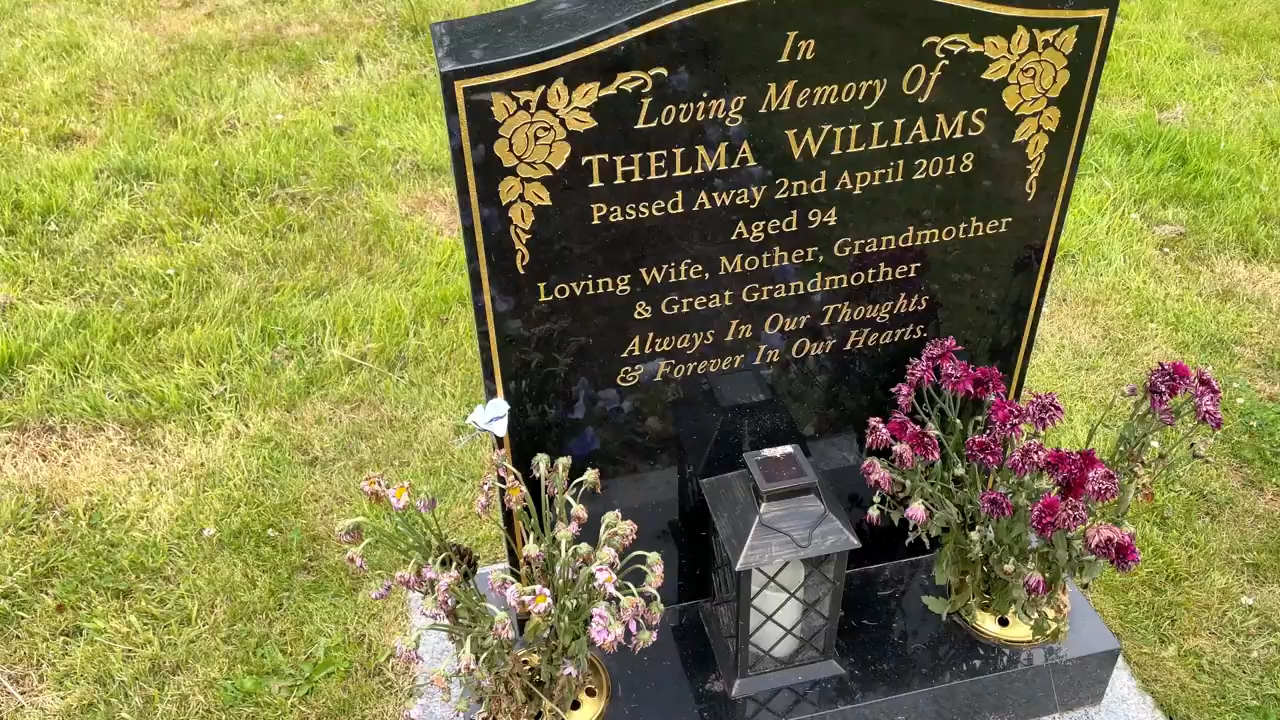 In
Loving Memory Of
THELMA WILLIAMS
Passed Away 2nd April 2018
Aged 94
Loving Wife, Mother, Grandmother
& Great Grandmother
Always In Our Thoughts
& Forever In Our Hearts.